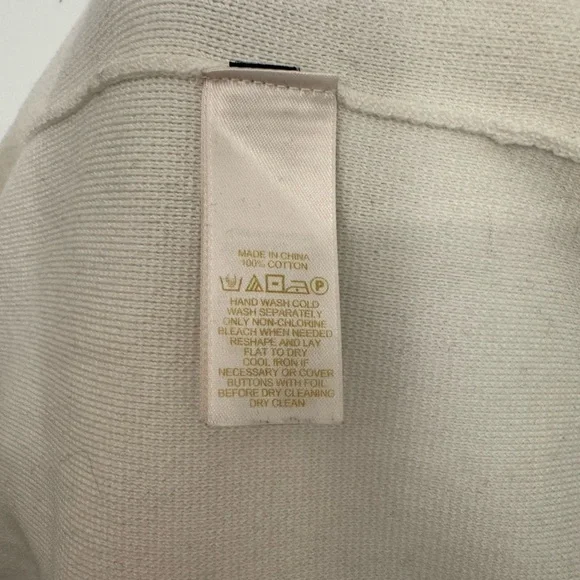 MADE IN CHINA
100% COTTON
P
HAND WASH COLD
WASH SEPARATELY
ONLY NON-CHLORINE
BLEACH WHEN NEEDED
RESHAPE AND LAY
FLAT TO DRY
COOL IRON IF
NECESSARY OR COVER
BUTTONS WITH FOIL
BEFORE DRY CLEANING
DRY CLEAN